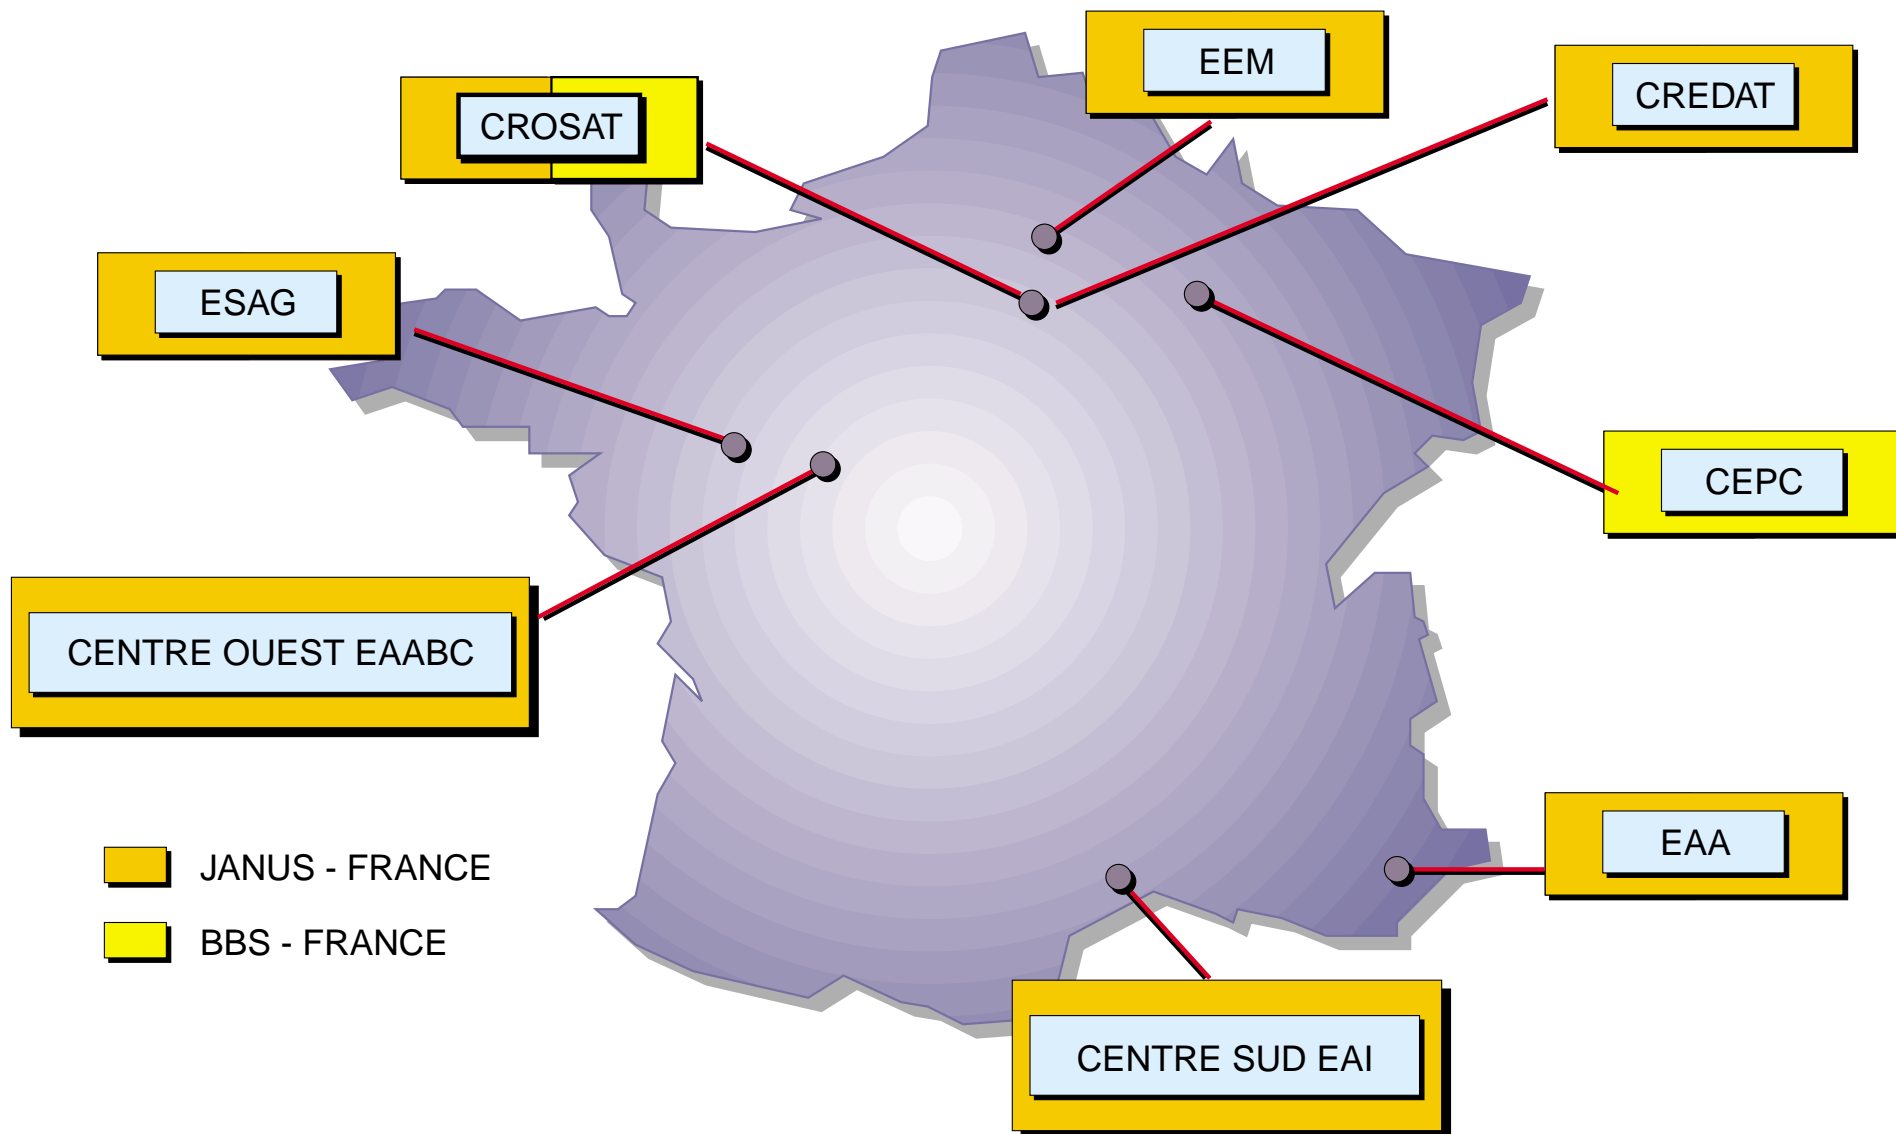 EEM
CREDAT
CROSAT
ESAG
CEPC
CENTRE OUEST EAABC
EAA
JANUS - FRANCE
BBS - FRANCE
CENTRE SUD EAI